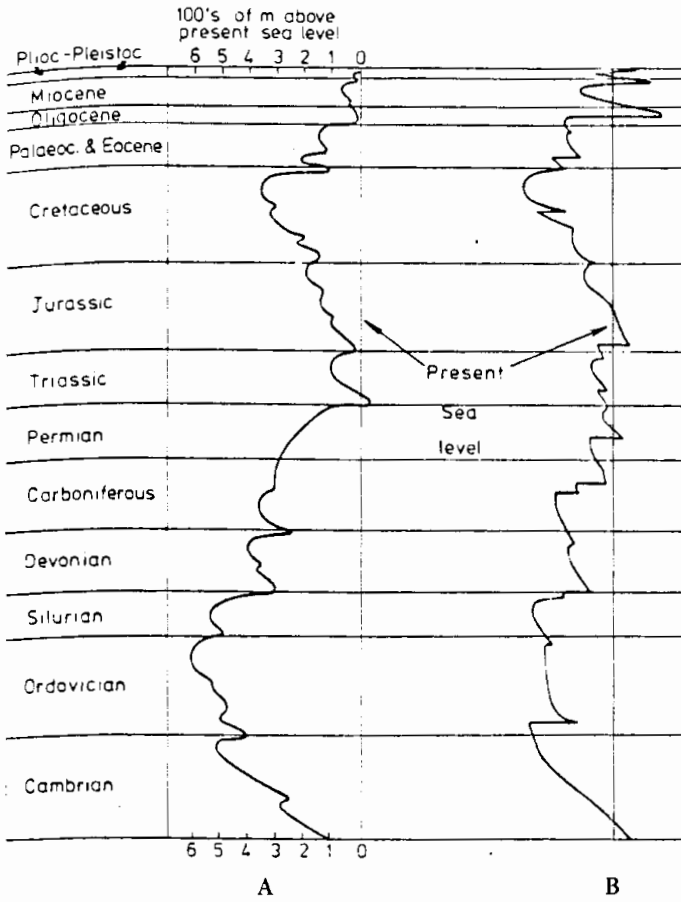 100's of m above
present sea level
Plioc-Pleistoc 6 5 4 3 2 1 0
Miocene
Oligocene
Palaeoc. & Eocene
Cretaceous
Jurassic
Present
Triassic
Sea
Permian
level
Carboniferous
Devonian
Silurian
Ordovician
Cambrian
6 5 4 3 2 1 0
A B